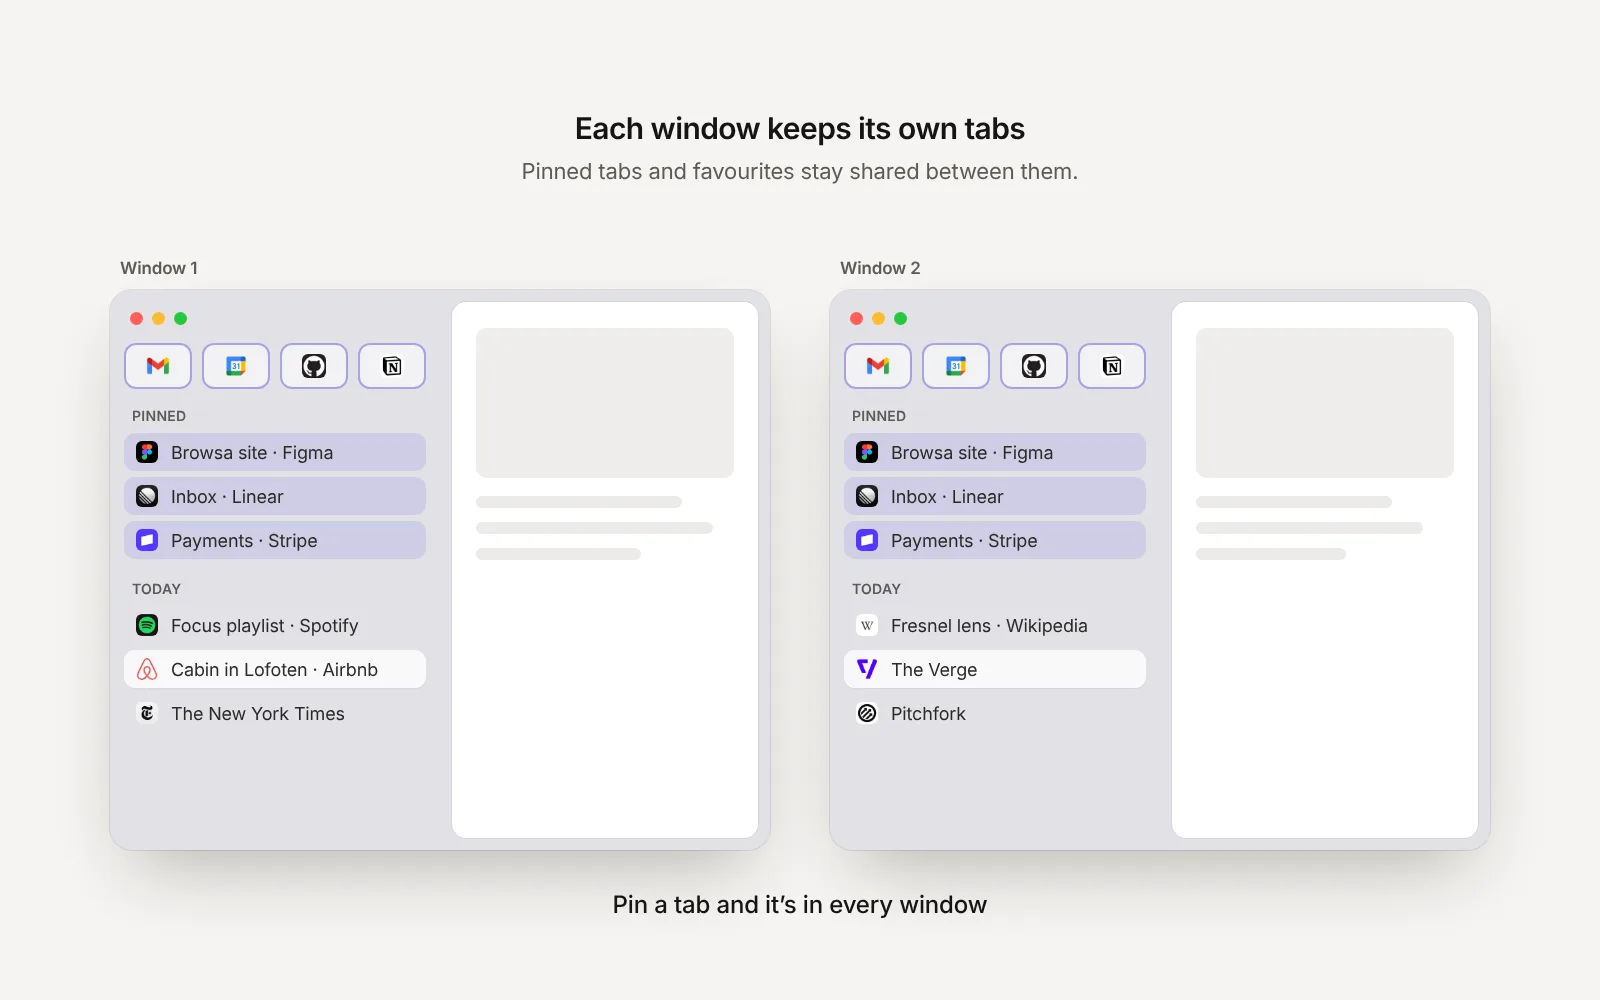 Each window keeps its own tabs
Pinned tabs and favourites stay shared between them.
Window 1
31
N
PINNED
Browsa site · Figma
Inbox · Linear
Payments · Stripe
TODAY
Focus playlist · Spotify
Cabin in Lofoten · Airbnb
The New York Times
Window 2
31
N
PINNED
Browsa site · Figma
Inbox · Linear
Payments · Stripe
TODAY
W
Fresnel lens · Wikipedia
The Verge
Pitchfork
Pin a tab and it’s in every window